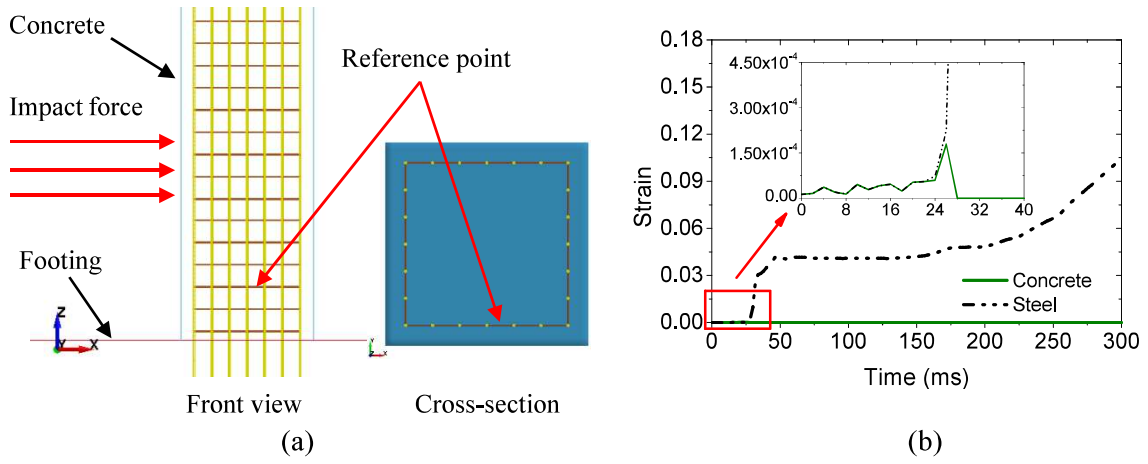 Concrete
Impact force
Reference point
Footing
Z
Y
X
Y
Z
X
Front view
Cross-section
(a)
0.18
0.15
0.12
0.09
0.06
0.03
0.00
Strain
4.50x10⁻⁴
3.00x10⁻⁴
1.50x10⁻⁴
0.00
0 8 16 24 32 40
Concrete
Steel
0 50 100 150 200 250 300
Time (ms)
(b)